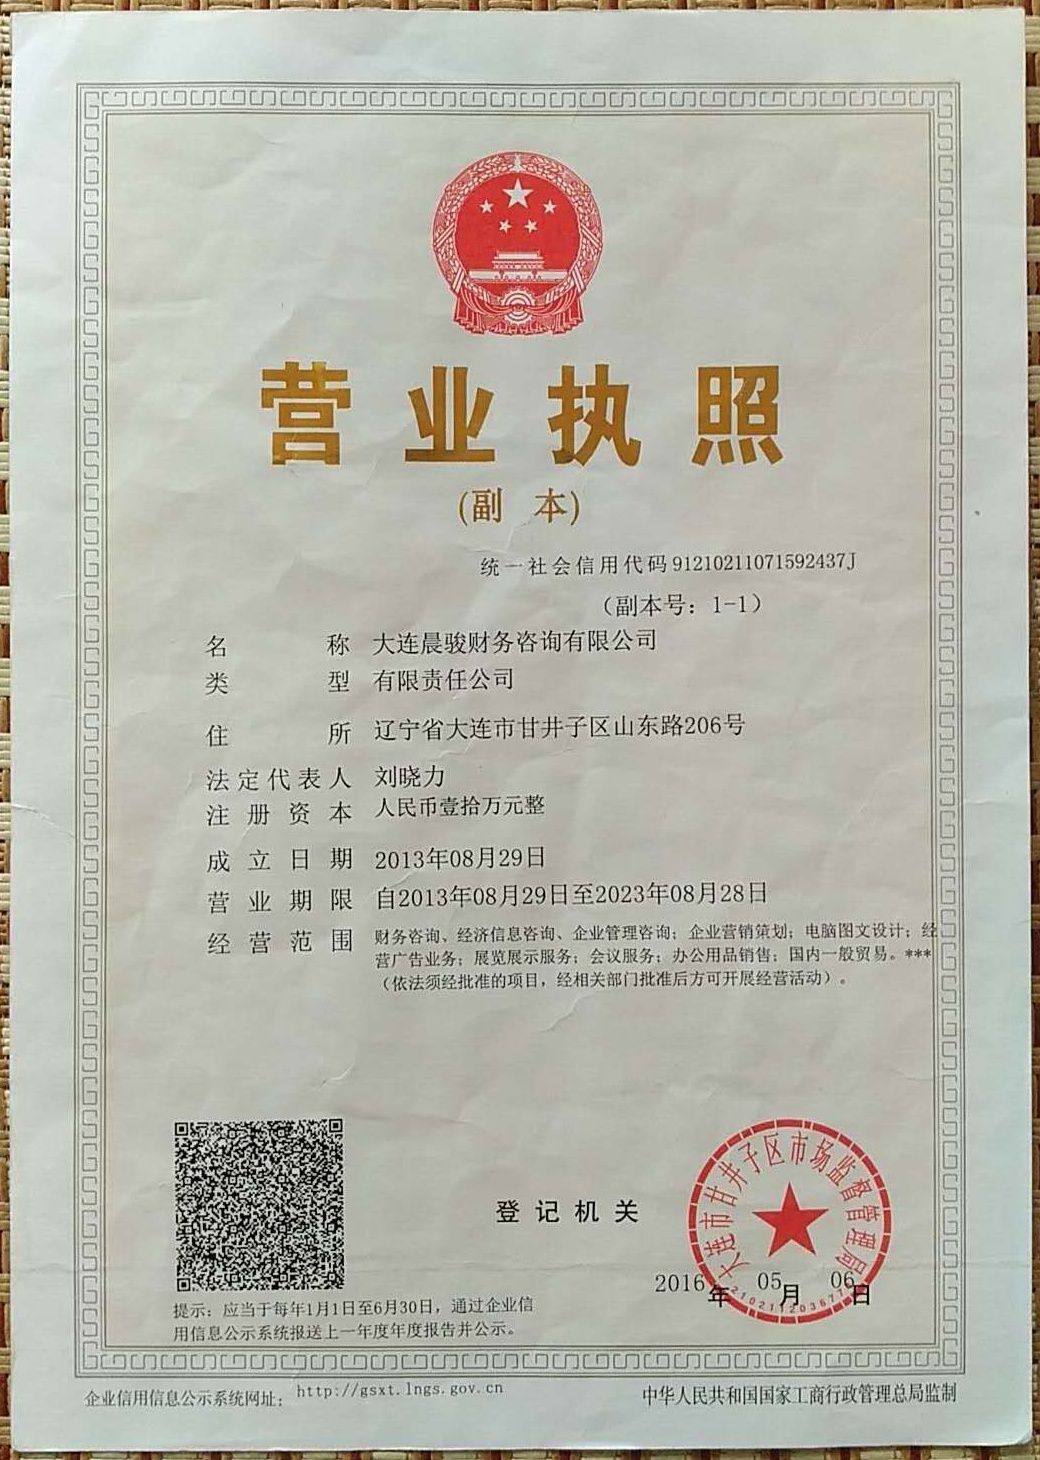 营业执照
(副 本)
统一社会信用代码 91210211071592437J
（副本号：1-1）
名称 大连晨骏财务咨询有限公司
类型 有限责任公司
住所 辽宁省大连市甘井子区山东路206号
法定代表人 刘晓力
注册资本 人民币壹拾万元整
成立日期 2013年08月29日
营业期限 自2013年08月29日至2023年08月28日
经营范围 财务咨询、经济信息咨询、企业管理咨询；企业营销策划；电脑图文设计；经
营广告业务；展览展示服务；会议服务；办公用品销售；国内一般贸易。***
（依法须经批准的项目，经相关部门批准后方可开展经营活动）。
登记机关
大连市甘井子区市场监督管理局
2016年05月06日
提示：应当于每年1月1日至6月30日，通过企业信
用信息公示系统报送上一年度年度报告并公示。
企业信用信息公示系统网址：http://gsxt.lngs.gov.cn
中华人民共和国国家工商行政管理总局监制